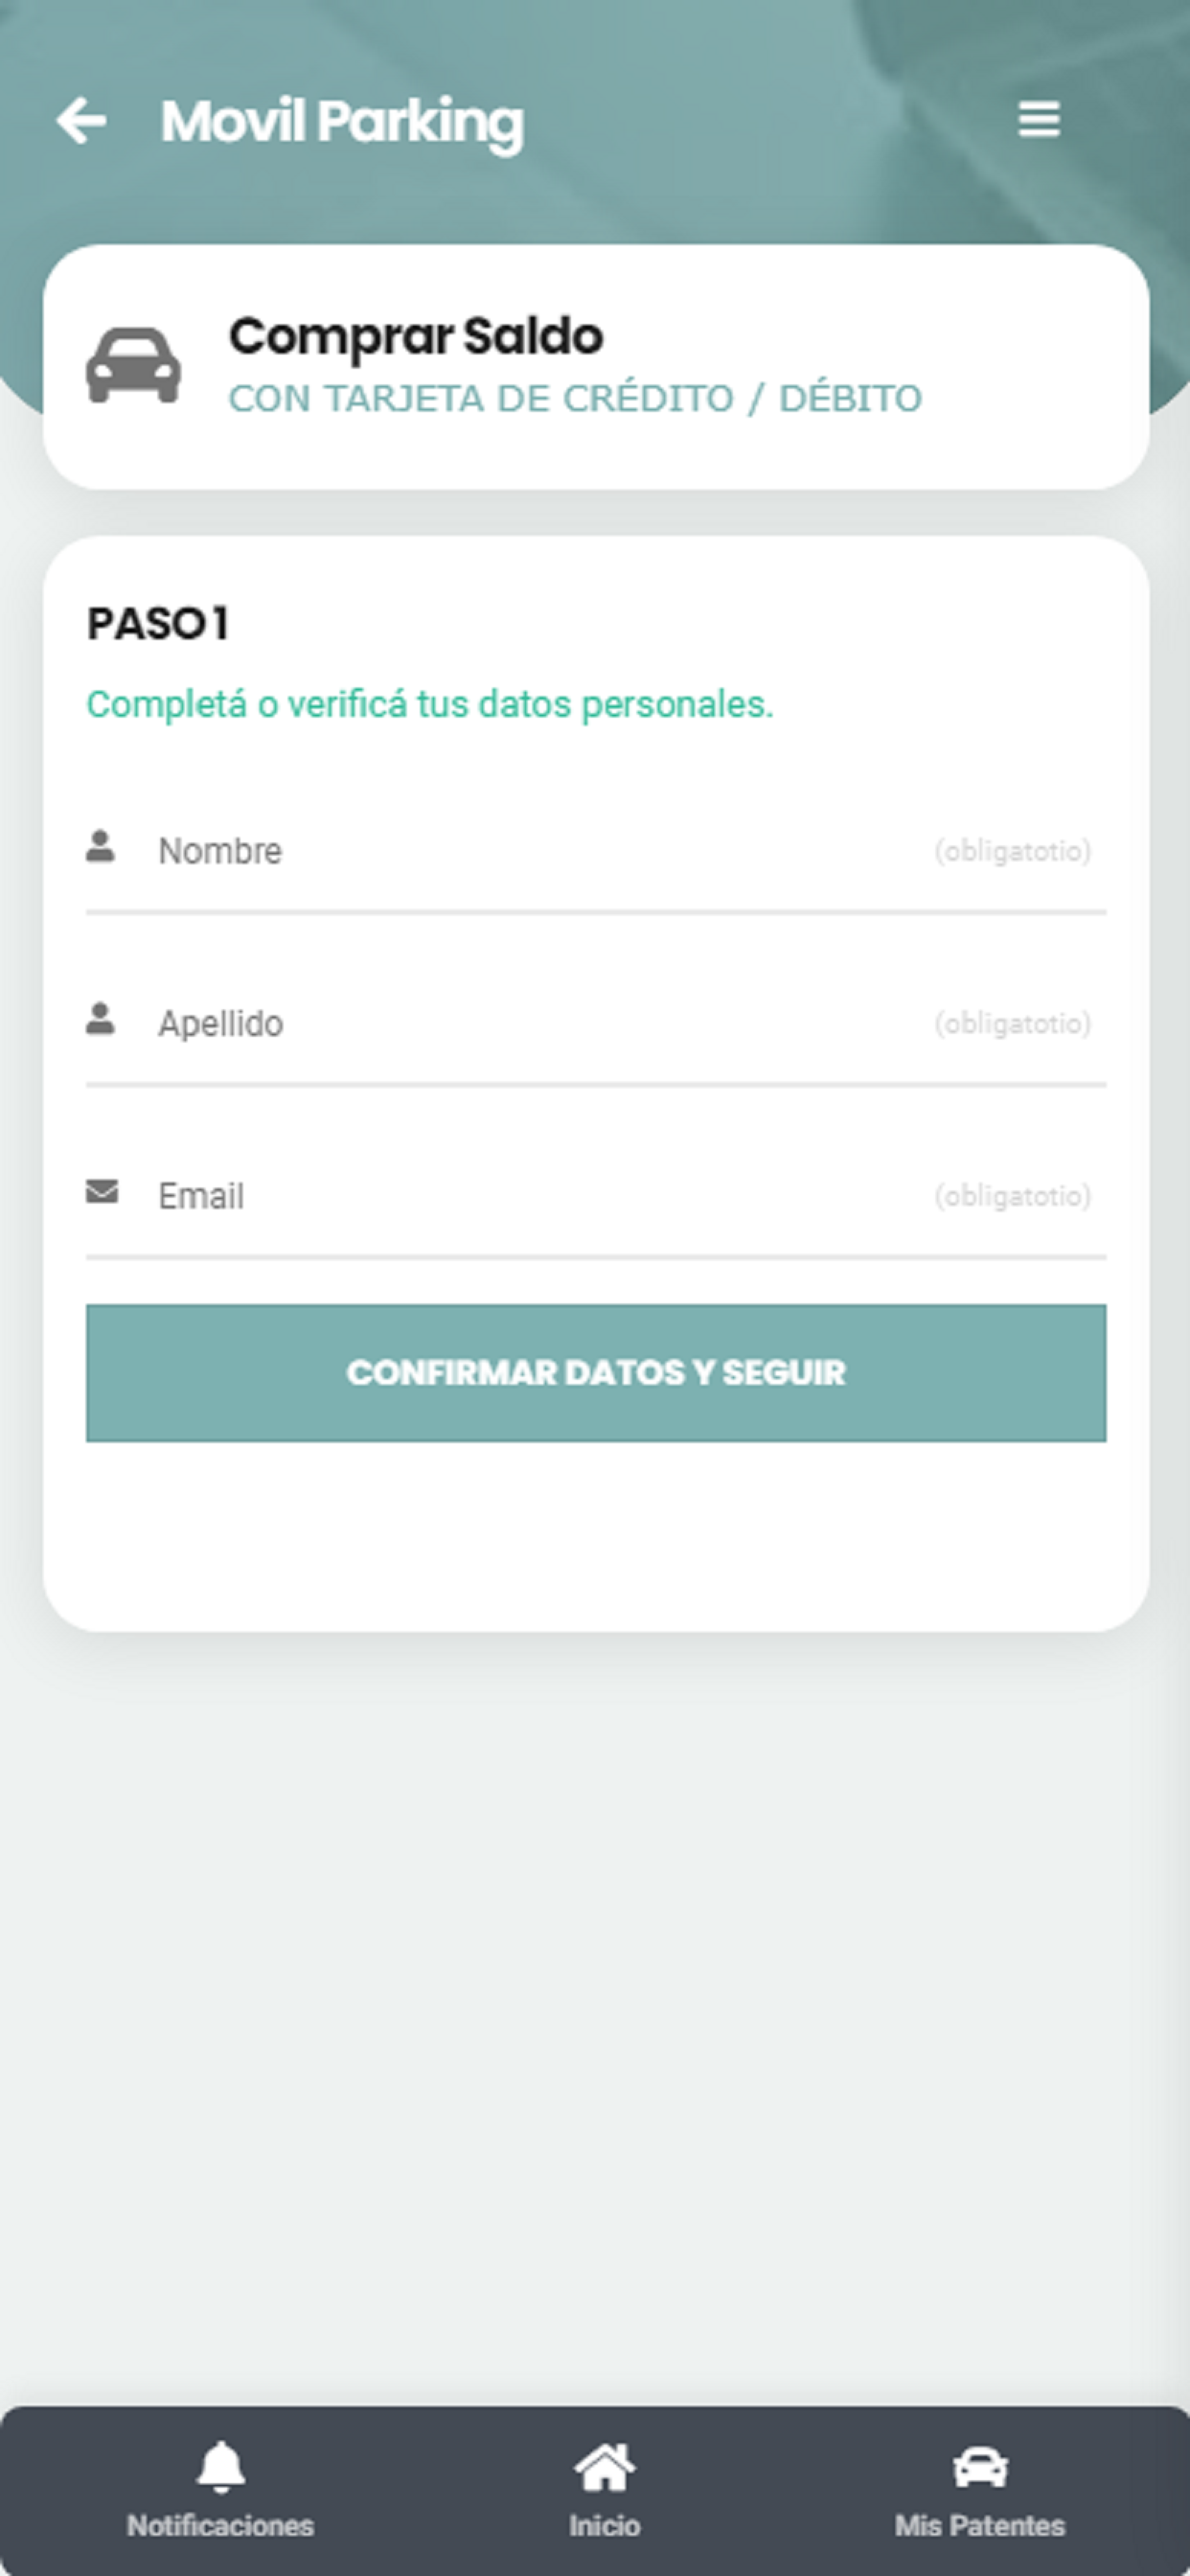 Movil Parking
Comprar Saldo
CON TARJETA DE CRÉDITO / DÉBITO
PASO 1
Completá o verificá tus datos personales.
Nombre (obligatotio)
Apellido (obligatotio)
Email (obligatotio)
CONFIRMAR DATOS Y SEGUIR
Notificaciones Inicio Mis Patentes